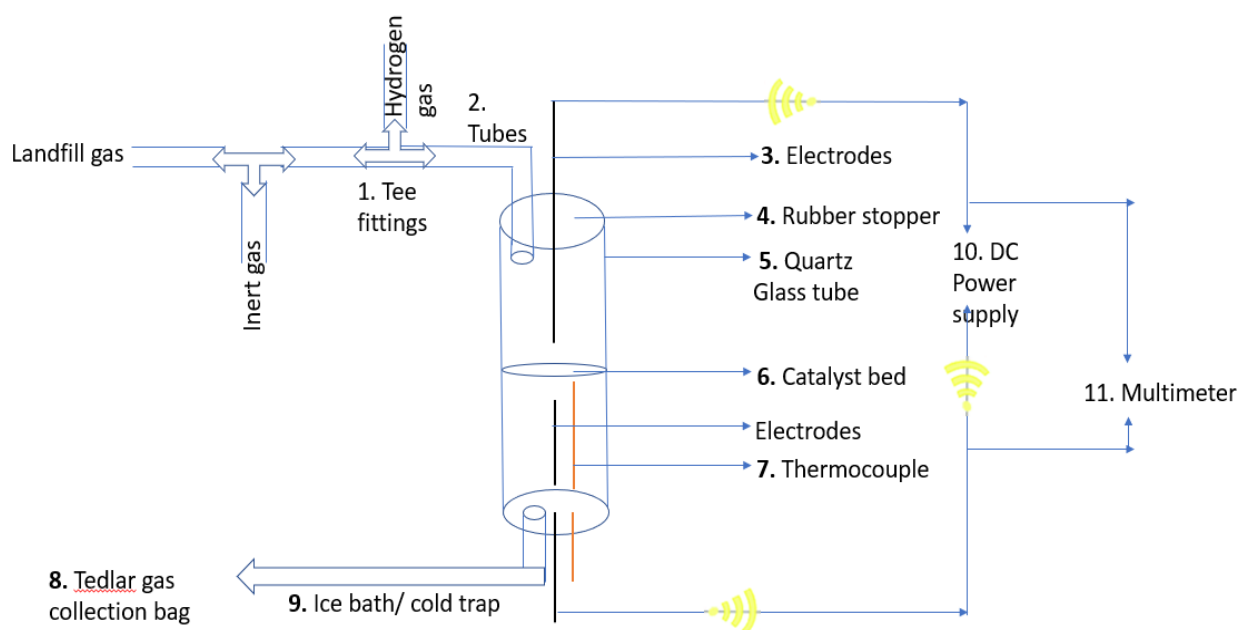 Hydrogen
gas
2.
Tubes
Landfill gas
1. Tee
fittings
Inert gas
3. Electrodes
4. Rubber stopper
5. Quartz
Glass tube
10. DC
Power
supply
6. Catalyst bed
11. Multimeter
Electrodes
7. Thermocouple
8. Tedlar gas
collection bag
9. Ice bath/ cold trap